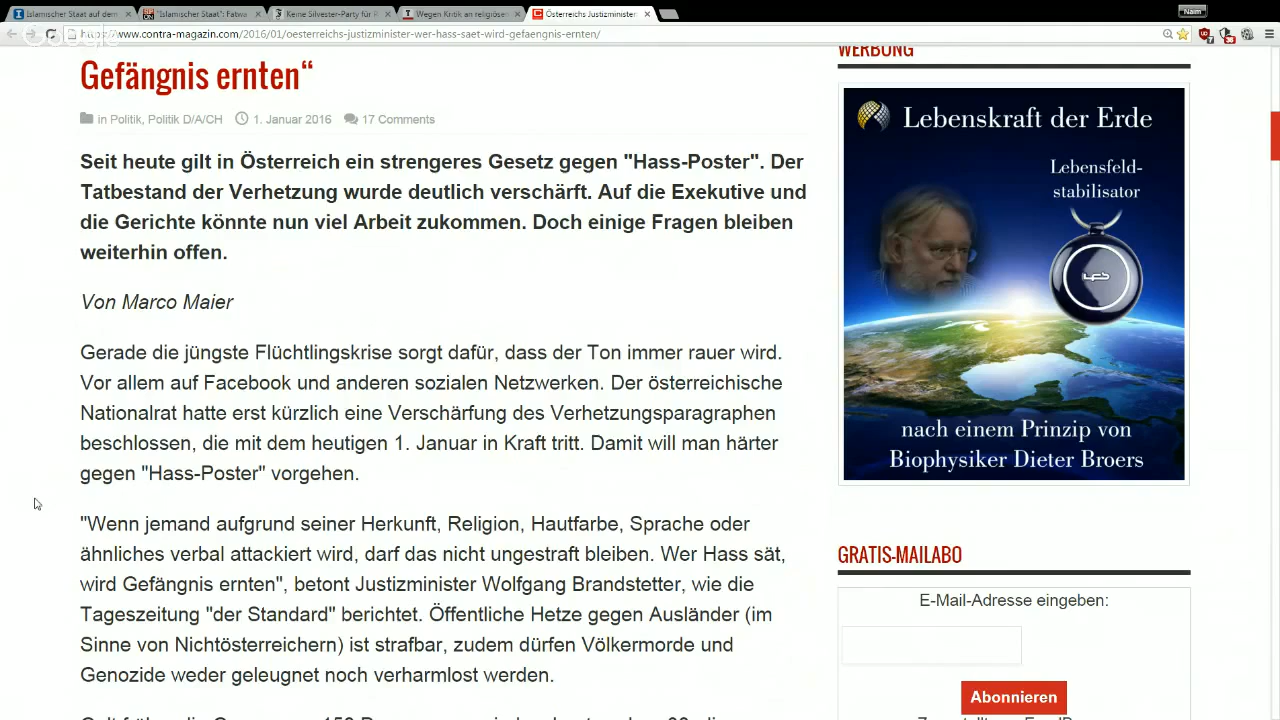 Islamischer Staat auf dem
"Islamischer Staat": Fatwa
Keine Silvester-Party für R
Wegen Kritik an religiöser
Österreichs Justizminister
Naim
www.contra-magazin.com/2016/01/oesterreichs-justizminister-wer-hass-saet-wird-gefaengnis-ernten/
Gefängnis ernten“
in Politik, Politik D/A/CH 1. Januar 2016 17 Comments
Seit heute gilt in Österreich ein strengeres Gesetz gegen "Hass-Poster". Der
Tatbestand der Verhetzung wurde deutlich verschärft. Auf die Exekutive und
die Gerichte könnte nun viel Arbeit zukommen. Doch einige Fragen bleiben
weiterhin offen.
Von Marco Maier
Gerade die jüngste Flüchtlingskrise sorgt dafür, dass der Ton immer rauer wird.
Vor allem auf Facebook und anderen sozialen Netzwerken. Der österreichische
Nationalrat hatte erst kürzlich eine Verschärfung des Verhetzungsparagraphen
beschlossen, die mit dem heutigen 1. Januar in Kraft tritt. Damit will man härter
gegen "Hass-Poster" vorgehen.
"Wenn jemand aufgrund seiner Herkunft, Religion, Hautfarbe, Sprache oder
ähnliches verbal attackiert wird, darf das nicht ungestraft bleiben. Wer Hass sät,
wird Gefängnis ernten", betont Justizminister Wolfgang Brandstetter, wie die
Tageszeitung "der Standard" berichtet. Öffentliche Hetze gegen Ausländer (im
Sinne von Nichtösterreichern) ist strafbar, zudem dürfen Völkermorde und
Genozide weder geleugnet noch verharmlost werden.
WERBUNG
Lebenskraft der Erde
Lebensfeld-
stabilisator
nach einem Prinzip von
Biophysiker Dieter Broers
GRATIS-MAILABO
E-Mail-Adresse eingeben:
Abonnieren